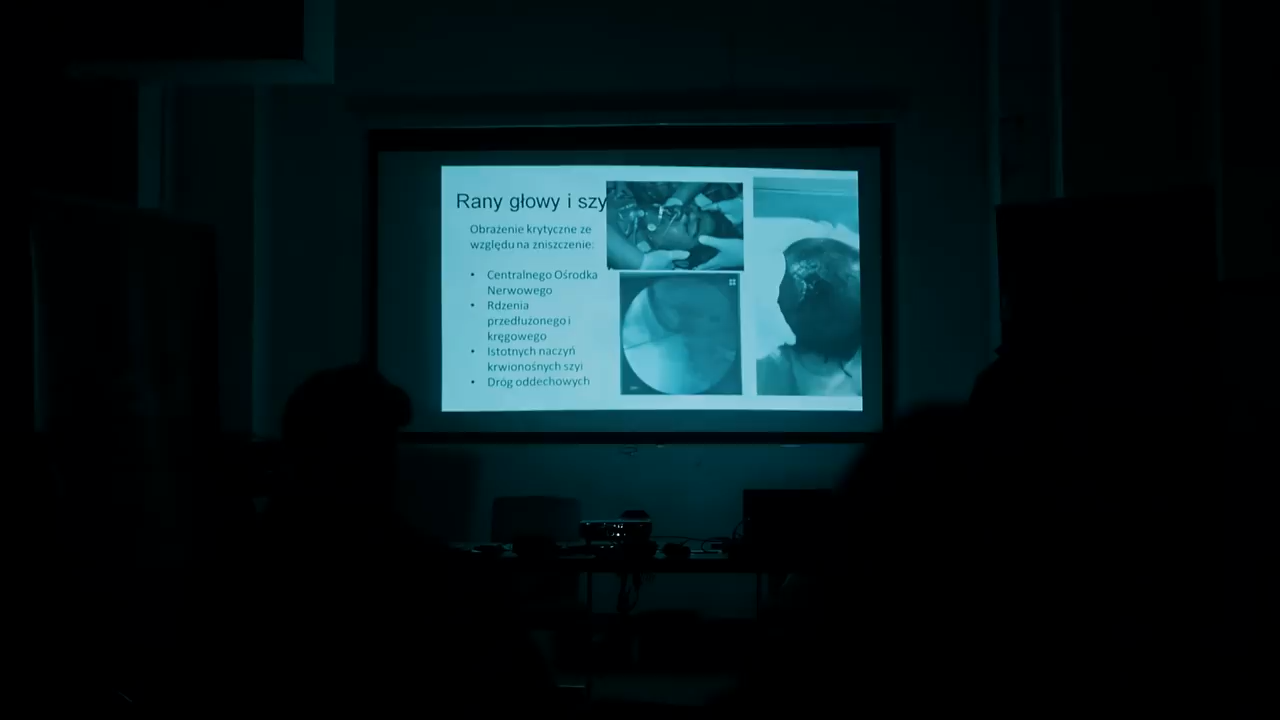 Rany głowy i szy
Obrażenie krytyczne ze
względu na zniszczenie:
• Centralnego Ośrodka
Nerwowego
• Rdzenia
przedłużonego i
kręgowego
• Istotnych naczyń
krwionośnych szyi
• Dróg oddechowych